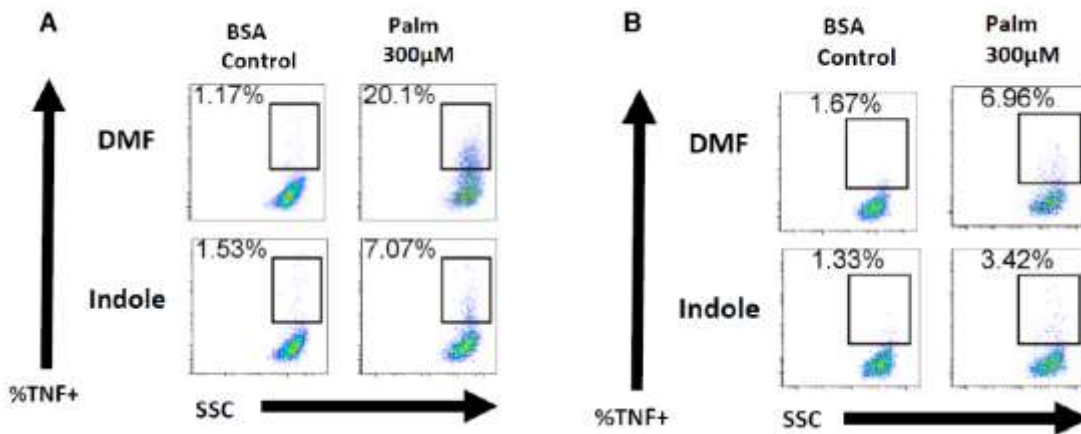 A
BSA
Control
Palm
300µM
DMF
1.17%
20.1%
Indole
1.53%
7.07%
%TNF+
SSC
B
BSA
Control
Palm
300µM
DMF
1.67%
6.96%
Indole
1.33%
3.42%
%TNF+
SSC